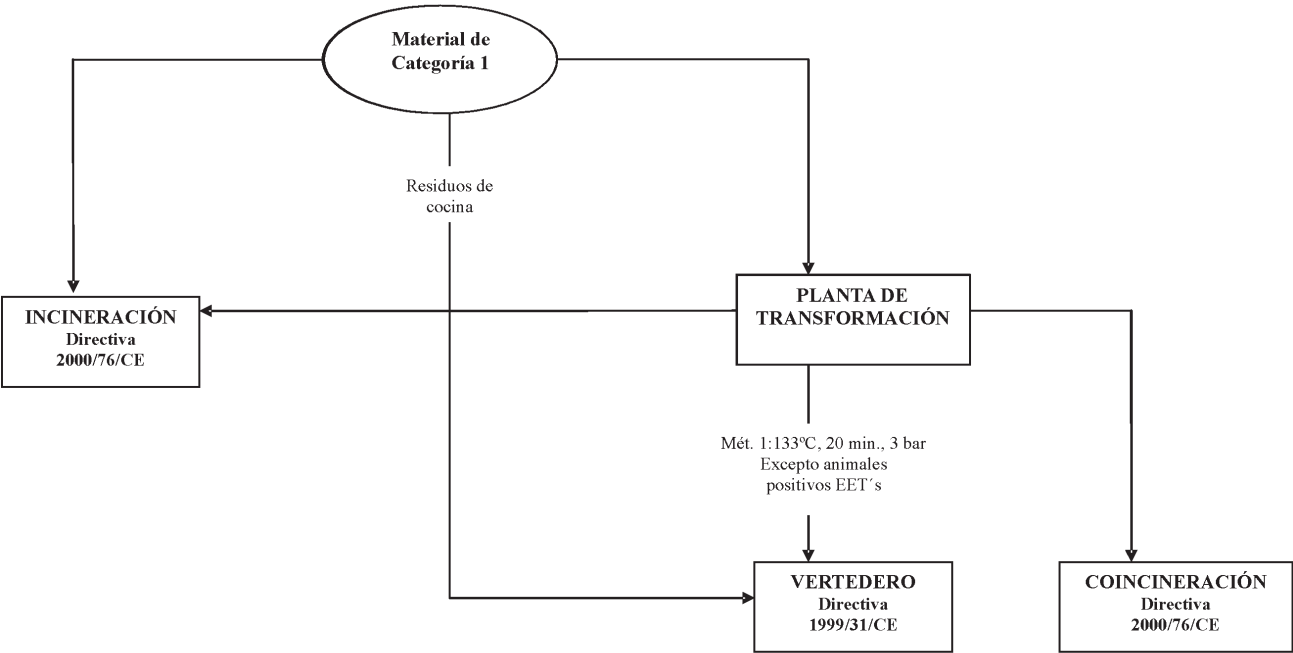 Material de
Categoría 1
Residuos de
cocina
INCINERACIÓN
Directiva
2000/76/CE
PLANTA DE
TRANSFORMACIÓN
Mét. 1:133ºC, 20 min., 3 bar
Excepto animales
positivos EET´s
VERTEDERO
Directiva
1999/31/CE
COINCINERACIÓN
Directiva
2000/76/CE